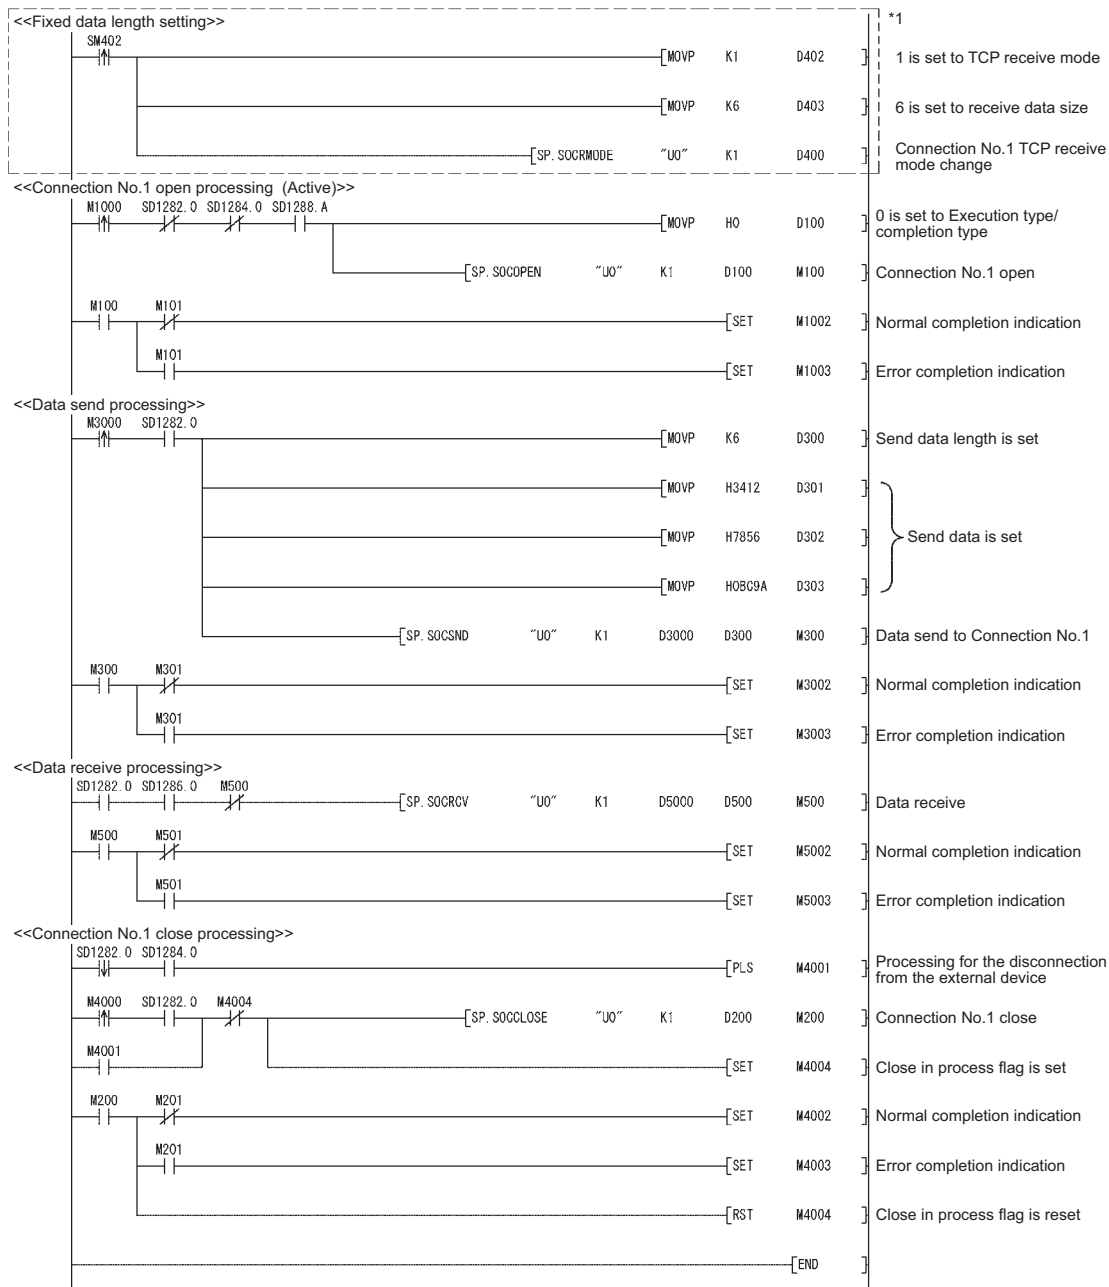 <<Fixed data length setting>>
*1
SM402
MOVP K1 D402 1 is set to TCP receive mode
MOVP K6 D403 6 is set to receive data size
SP. SOCRMODE "U0" K1 D400 Connection No.1 TCP receive
mode change
<<Connection No.1 open processing (Active)>>
M1000 SD1282. 0 SD1284. 0 SD1288. A
MOVP H0 D100 0 is set to Execution type/
completion type
SP. SOCOPEN "U0" K1 D100 M100 Connection No.1 open
M100 M101
SET M1002 Normal completion indication
M101
SET M1003 Error completion indication
<<Data send processing>>
M3000 SD1282. 0
MOVP K6 D300 Send data length is set
MOVP H3412 D301
MOVP H7856 D302 Send data is set
MOVP H0BC9A D303
SP. SOCSND "U0" K1 D3000 D300 M300 Data send to Connection No.1
M300 M301
SET M3002 Normal completion indication
M301
SET M3003 Error completion indication
<<Data receive processing>>
SD1282. 0 SD1286. 0 M500
SP. SOCRCV "U0" K1 D5000 D500 M500 Data receive
M500 M501
SET M5002 Normal completion indication
M501
SET M5003 Error completion indication
<<Connection No.1 close processing>>
SD1282. 0 SD1284. 0
PLS M4001 Processing for the disconnection
from the external device
M4000 SD1282. 0 M4004
SP. SOCCLOSE "U0" K1 D200 M200 Connection No.1 close
M4001
SET M4004 Close in process flag is set
M200 M201
SET M4002 Normal completion indication
M201
SET M4003 Error completion indication
RST M4004 Close in process flag is reset
END